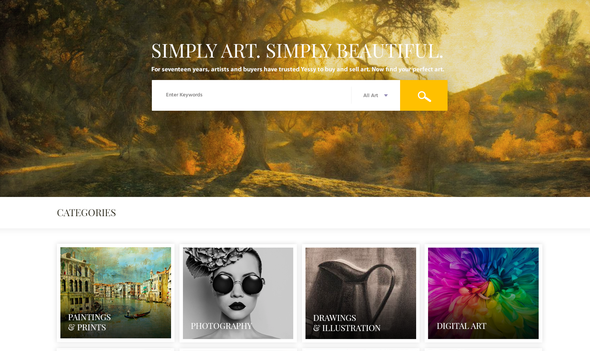 SIMPLY ART. SIMPLY BEAUTIFUL.
For seventeen years, artists and buyers have trusted Yessy to buy and sell art. Now find your perfect art.
Enter Keywords
All Art
CATEGORIES
PAINTINGS
& PRINTS
PHOTOGRAPHY
DRAWINGS
& ILLUSTRATION
DIGITAL ART